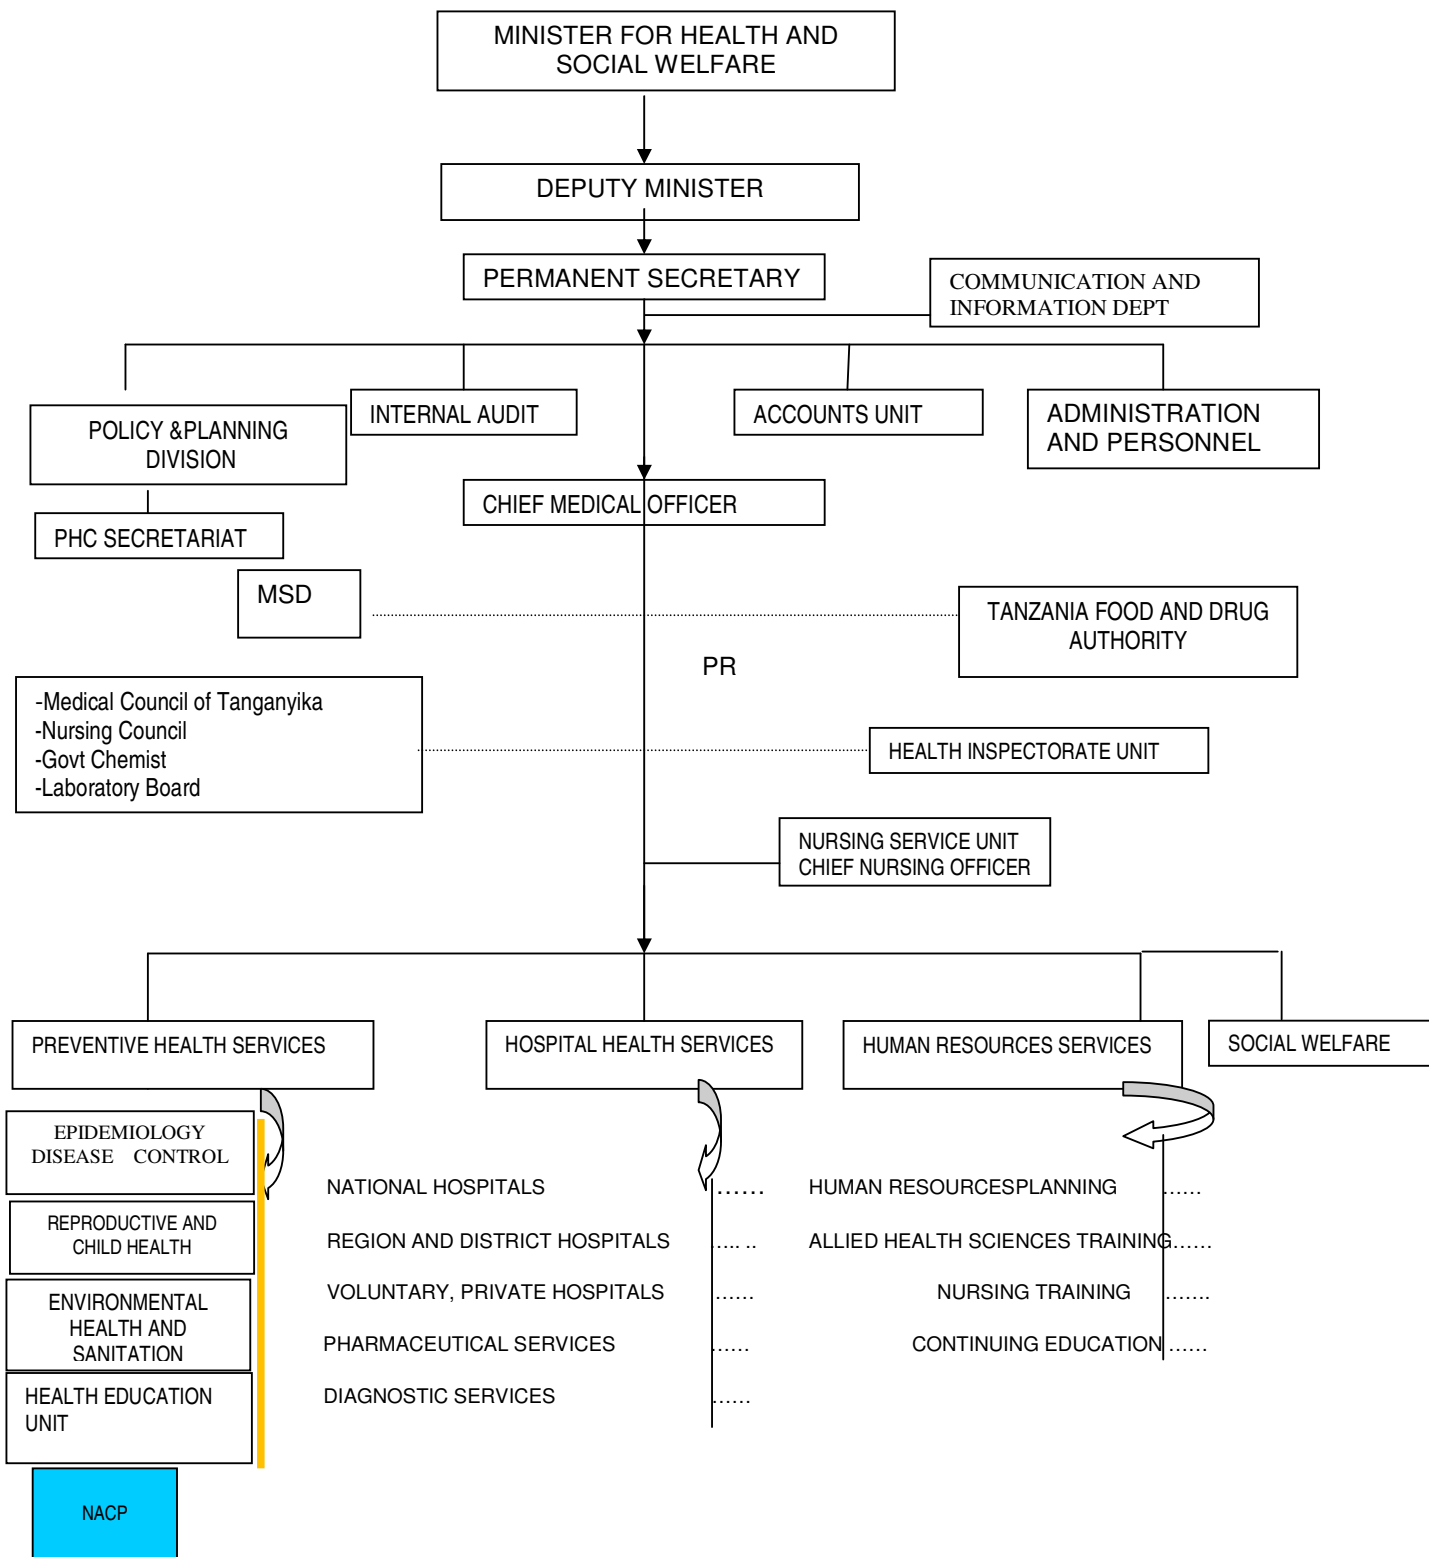 MINISTER FOR HEALTH AND
SOCIAL WELFARE
DEPUTY MINISTER
PERMANENT SECRETARY
COMMUNICATION AND
INFORMATION DEPT
POLICY &PLANNING
DIVISION
INTERNAL AUDIT
ACCOUNTS UNIT
ADMINISTRATION
AND PERSONNEL
PHC SECRETARIAT
CHIEF MEDICAL OFFICER
MSD
TANZANIA FOOD AND DRUG
AUTHORITY
PR
-Medical Council of Tanganyika
-Nursing Council
-Govt Chemist
-Laboratory Board
HEALTH INSPECTORATE UNIT
NURSING SERVICE UNIT
CHIEF NURSING OFFICER
PREVENTIVE HEALTH SERVICES
HOSPITAL HEALTH SERVICES
HUMAN RESOURCES SERVICES
SOCIAL WELFARE
EPIDEMIOLOGY
DISEASE CONTROL
REPRODUCTIVE AND
CHILD HEALTH
ENVIRONMENTAL
HEALTH AND
SANITATION
HEALTH EDUCATION
UNIT
NACP
NATIONAL HOSPITALS ……
REGION AND DISTRICT HOSPITALS ….. ..
VOLUNTARY, PRIVATE HOSPITALS ……
PHARMACEUTICAL SERVICES ……
DIAGNOSTIC SERVICES ……
HUMAN RESOURCESPLANNING ……
ALLIED HEALTH SCIENCES TRAINING……
NURSING TRAINING …….
CONTINUING EDUCATION ……